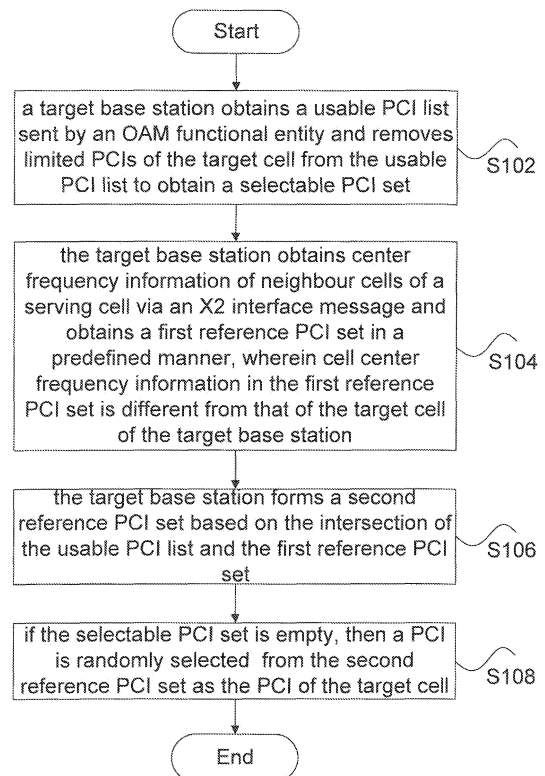 Start
a target base station obtains a usable PCI list
sent by an OAM functional entity and removes
limited PCIs of the target cell from the usable
PCI list to obtain a selectable PCI set
S102
the target base station obtains center
frequency information of neighbour cells of a
serving cell via an X2 interface message and
obtains a first reference PCI set in a
predefined manner, wherein cell center
frequency information in the first reference
PCI set is different from that of the target cell
of the target base station
S104
the target base station forms a second
reference PCI set based on the intersection of
the usable PCI list and the first reference PCI
set
S106
if the selectable PCI set is empty, then a PCI
is randomly selected from the second
reference PCI set as the PCI of the target cell
S108
End